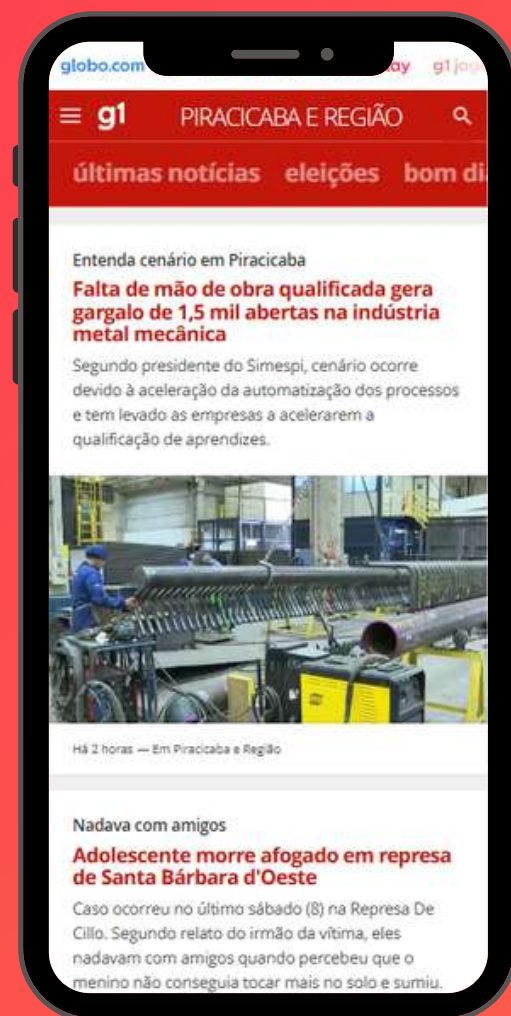 globo.com g1 jog
g1 PIRACICABA E REGIÃO
últimas notícias eleições bom di
Entenda cenário em Piracicaba
Falta de mão de obra qualificada gera
gargalo de 1,5 mil abertas na indústria
metal mecânica
Segundo presidente do Simespi, cenário ocorre
devido à aceleração da automatização dos processos
e tem levado as empresas a acelerarem a
qualificação de aprendizes.
Há 2 horas — Em Piracicaba e Região
Nadava com amigos
Adolescente morre afogado em represa
de Santa Bárbara d'Oeste
Caso ocorreu no último sábado (8) na Represa De
Cillo. Segundo relato do irmão da vítima, eles
nadavam com amigos quando percebeu que o
menino não conseguia tocar mais no solo e sumiu.